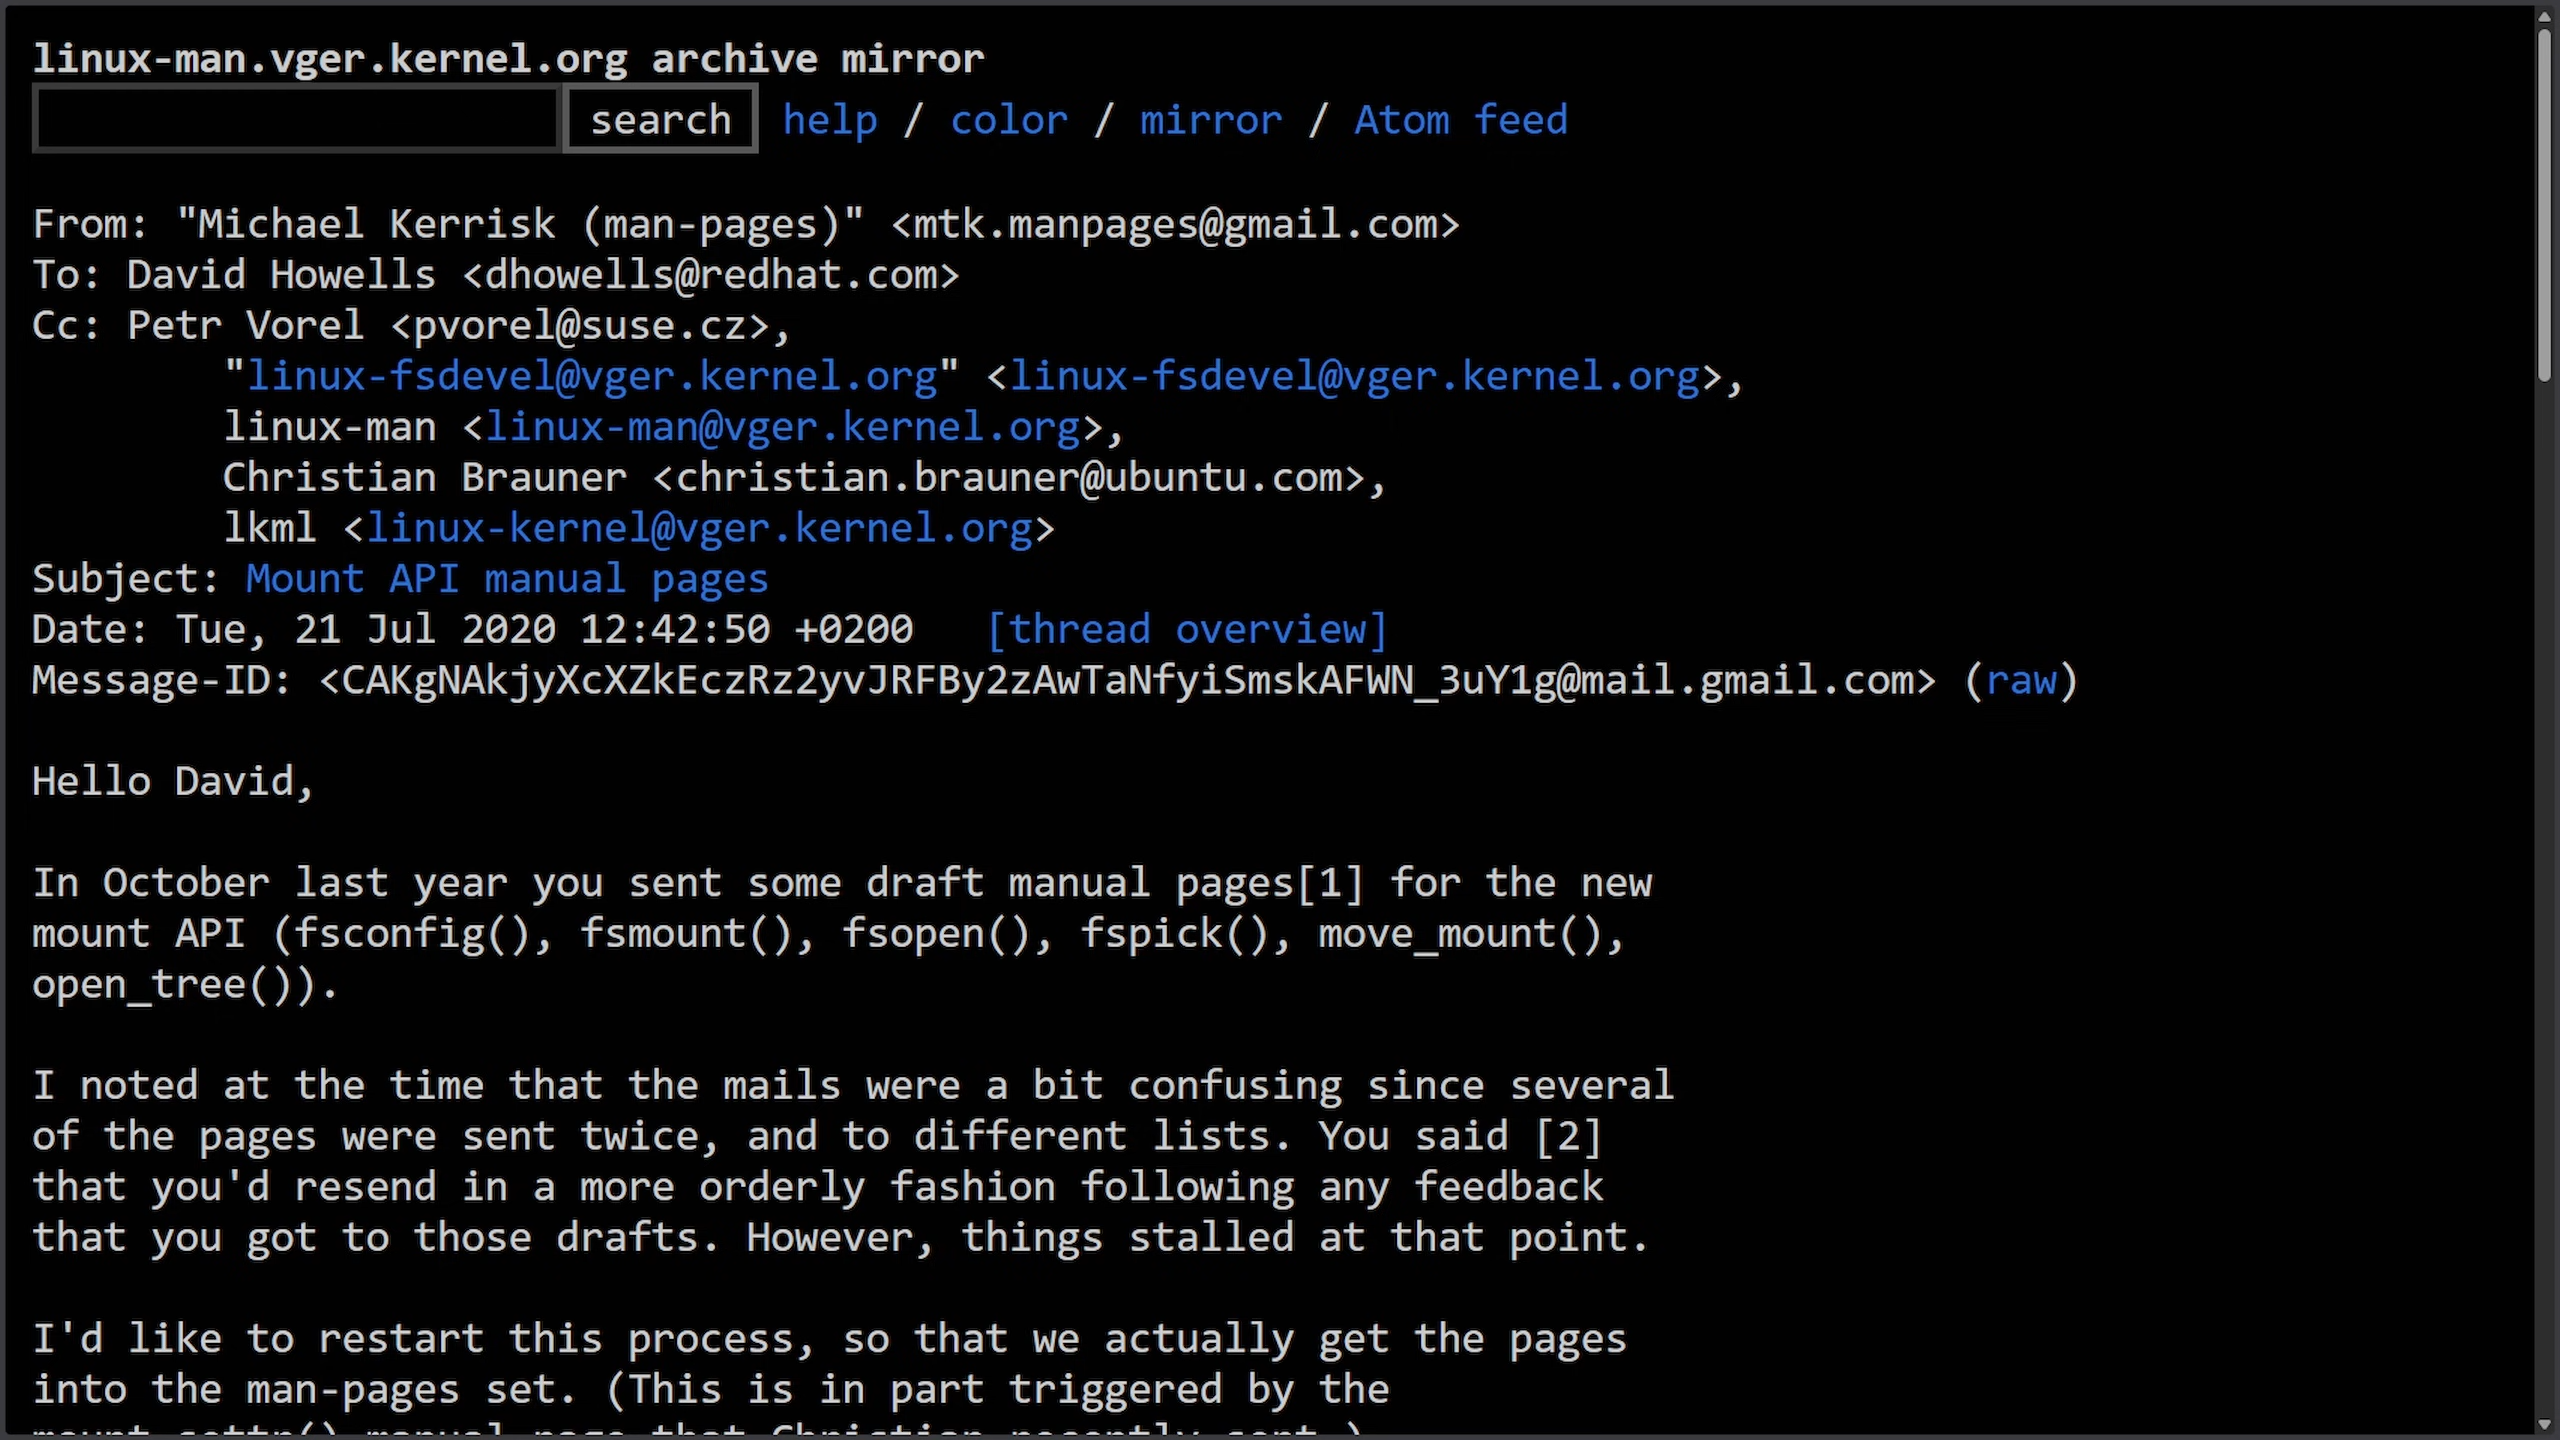 linux-man.vger.kernel.org archive mirror
search help / color / mirror / Atom feed
From: "Michael Kerrisk (man-pages)" <mtk.manpages@gmail.com>
To: David Howells <dhowells@redhat.com>
Cc: Petr Vorel <pvorel@suse.cz>,
"linux-fsdevel@vger.kernel.org" <linux-fsdevel@vger.kernel.org>,
linux-man <linux-man@vger.kernel.org>,
Christian Brauner <christian.brauner@ubuntu.com>,
lkml <linux-kernel@vger.kernel.org>
Subject: Mount API manual pages
Date: Tue, 21 Jul 2020 12:42:50 +0200 [thread overview]
Message-ID: <CAKgNAkjyXcXZkEczRz2yvJRFBy2zAwTaNfyiSmskAFWN_3uY1g@mail.gmail.com> (raw)
Hello David,
In October last year you sent some draft manual pages[1] for the new
mount API (fsconfig(), fsmount(), fsopen(), fspick(), move_mount(),
open_tree()).
I noted at the time that the mails were a bit confusing since several
of the pages were sent twice, and to different lists. You said [2]
that you'd resend in a more orderly fashion following any feedback
that you got to those drafts. However, things stalled at that point.
I'd like to restart this process, so that we actually get the pages
into the man-pages set. (This is in part triggered by the
manual page that Christian recently sent.)